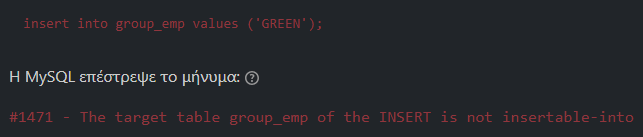 insert into group_emp values ('GREEN');
Η MySQL επέστρεψε το μήνυμα:
#1471 - The target table group_emp of the INSERT is not insertable-into